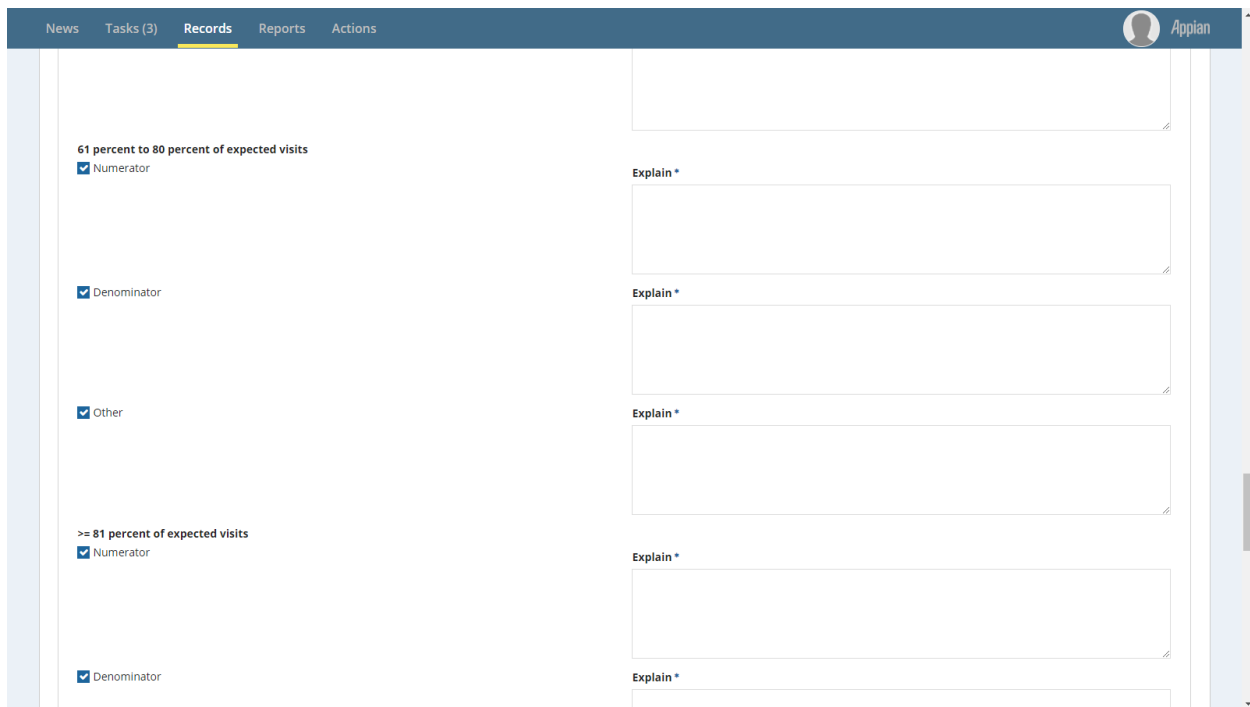 News Tasks (3) Records Reports Actions Appian
61 percent to 80 percent of expected visits
Numerator
Explain *
Denominator
Explain *
Other
Explain *
>= 81 percent of expected visits
Numerator
Explain *
Denominator
Explain *